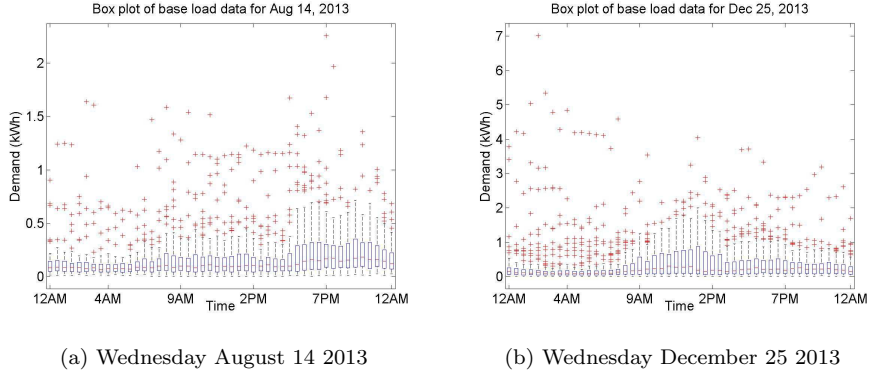 Box plot of base load data for Aug 14, 2013
2
1.5
1
0.5
0
Demand (kWh)
12AM 4AM 9AM 2PM 7PM 12AM
Time
(a) Wednesday August 14 2013
Box plot of base load data for Dec 25, 2013
7
6
5
4
3
2
1
0
Demand (kWh)
12AM 4AM 9AM 2PM 7PM 12AM
Time
(b) Wednesday December 25 2013